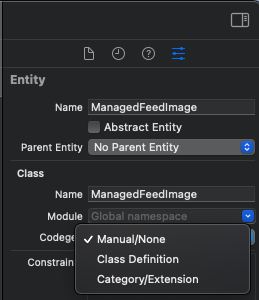 Entity
Name ManagedFeedImage
Abstract Entity
Parent Entity No Parent Entity
Class
Name ManagedFeedImage
Module Global namespace
Codege
✓ Manual/None
Class Definition
Constrain
Category/Extension